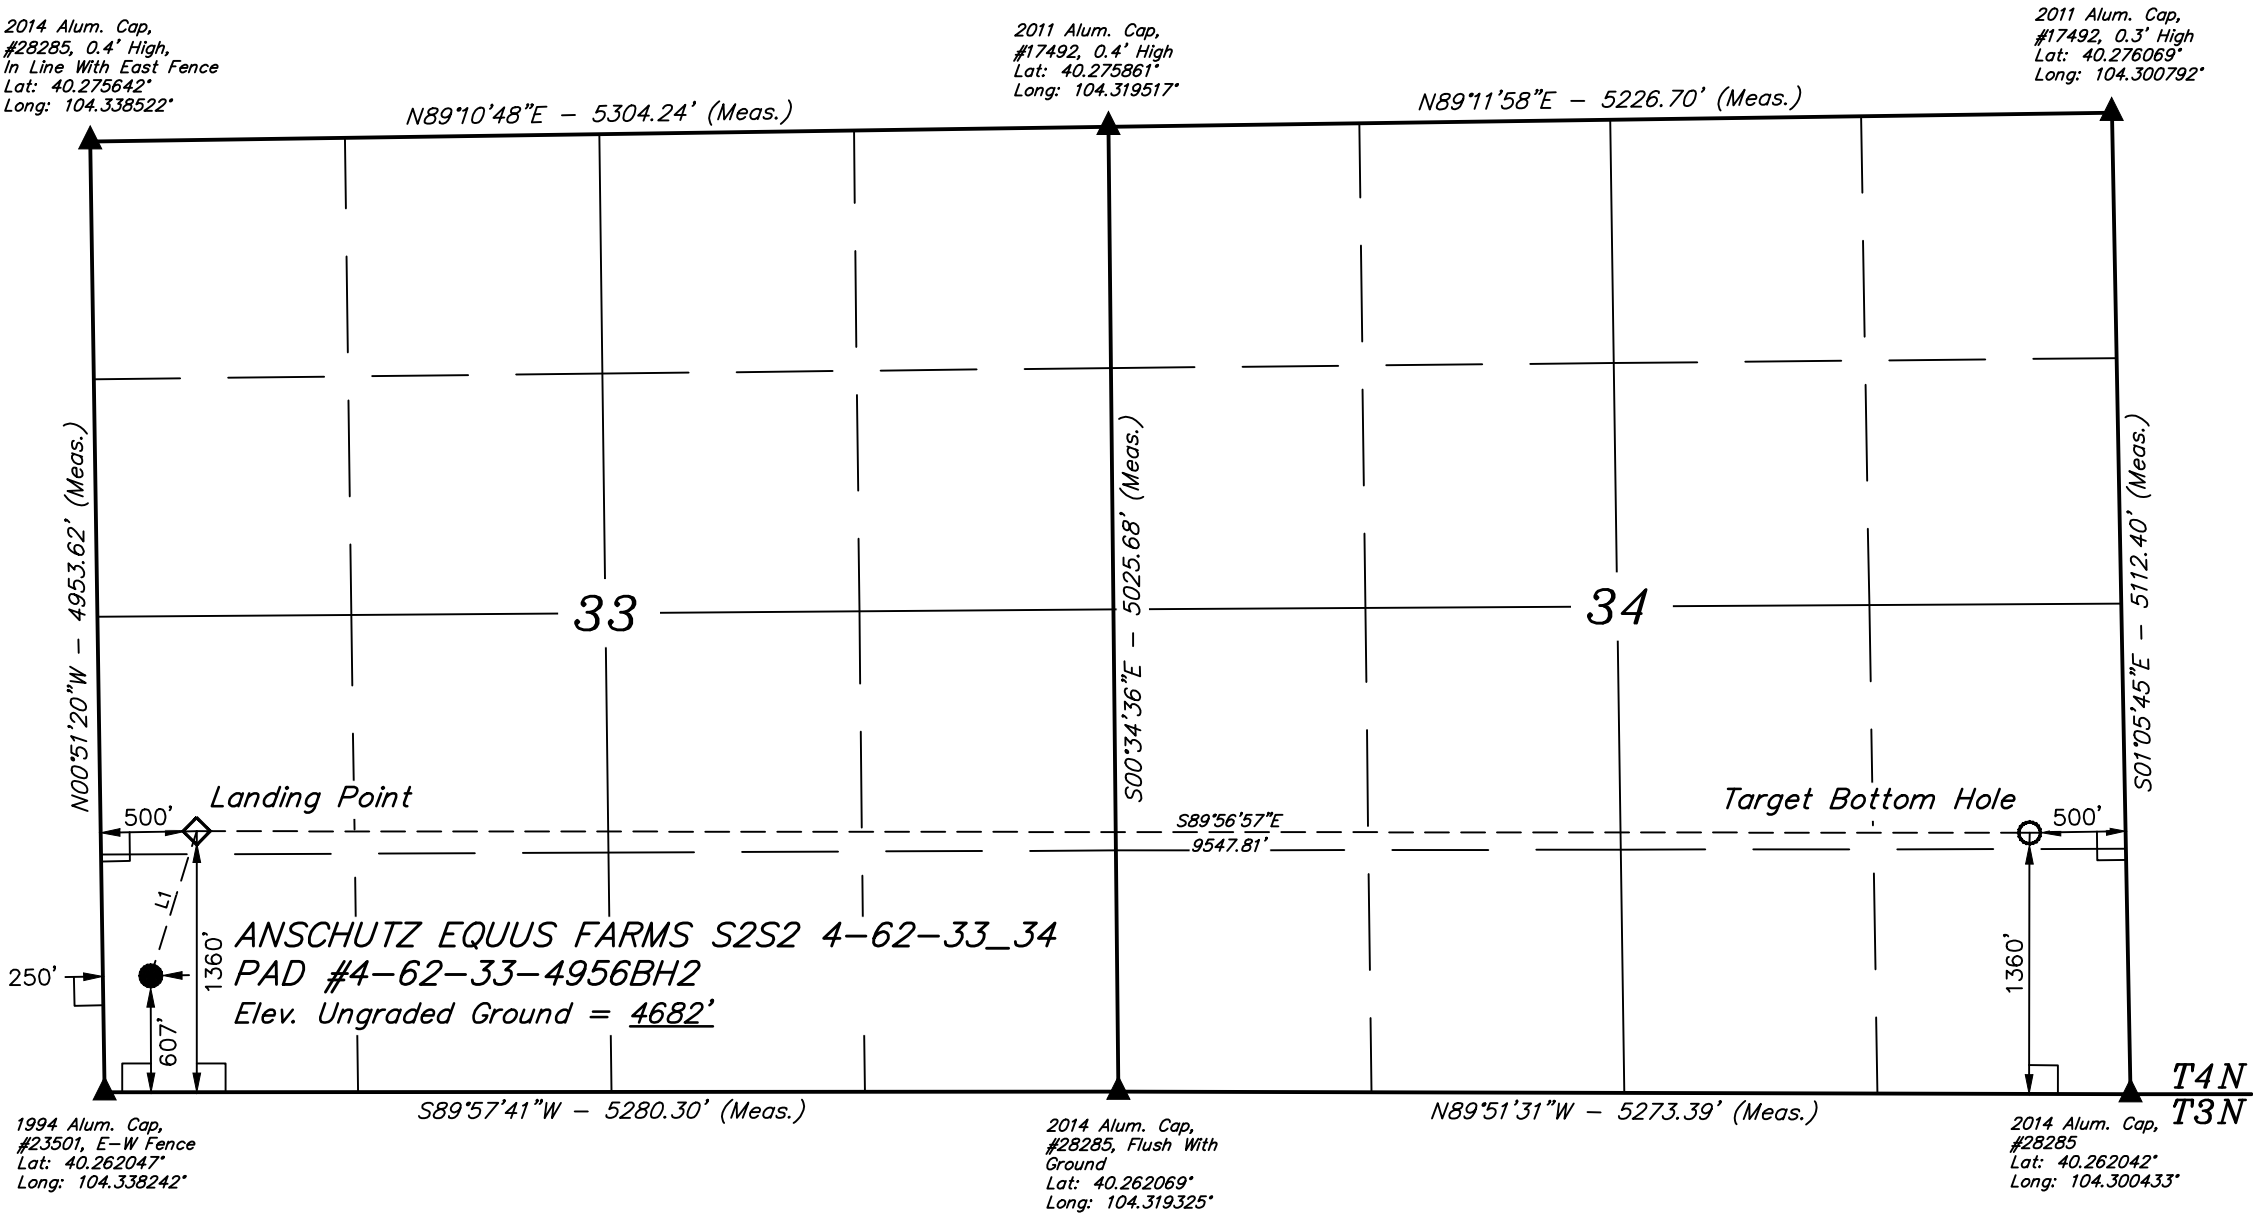 2014 Alum. Cap,
#28285, 0.4' High,
In Line With East Fence
Lat: 40.275642°
Long: 104.338522°
2011 Alum. Cap,
#17492, 0.4' High
Lat: 40.275861°
Long: 104.319517°
2011 Alum. Cap,
#17492, 0.3' High
Lat: 40.276069°
Long: 104.300792°
N89°10'48"E - 5304.24' (Meas.)
N89°11'58"E - 5226.70' (Meas.)
N00°51'20"W - 4953.62' (Meas.)
33
S00°34'36"E - 5025.68' (Meas.)
34
S01°05'45"E - 5112.40' (Meas.)
Landing Point
500'
S89°56'57"E
9547.81'
Target Bottom Hole
500'
L1
1360'
ANSCHUTZ EQUUS FARMS S2S2 4-62-33_34
PAD #4-62-33-4956BH2
Elev. Ungraded Ground = 4682'
250'
607'
1360'
T4N
T3N
S89°57'41"W - 5280.30' (Meas.)
N89°51'31"W - 5273.39' (Meas.)
1994 Alum. Cap,
#23501, E-W Fence
Lat: 40.262047°
Long: 104.338242°
2014 Alum. Cap,
#28285, Flush With
Ground
Lat: 40.262069°
Long: 104.319325°
2014 Alum. Cap,
#28285
Lat: 40.262042°
Long: 104.300433°